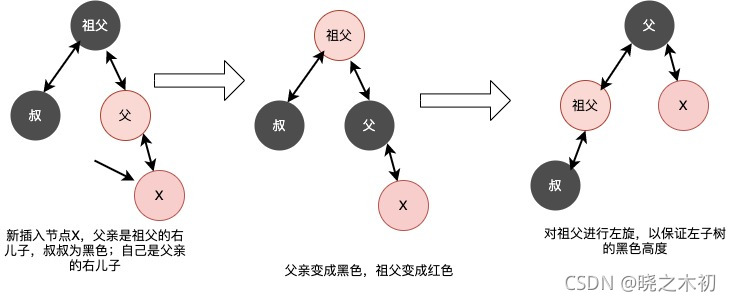 祖父
叔
父
X
新插入节点X，父亲是祖父的右
儿子，叔叔为黑色；自己是父亲
的右儿子
祖父
叔
父
X
父亲变成黑色，祖父变成红色
父
祖父
X
叔
对祖父进行左旋，以保证左子树
的黑色高度
CSDN @晓之木初